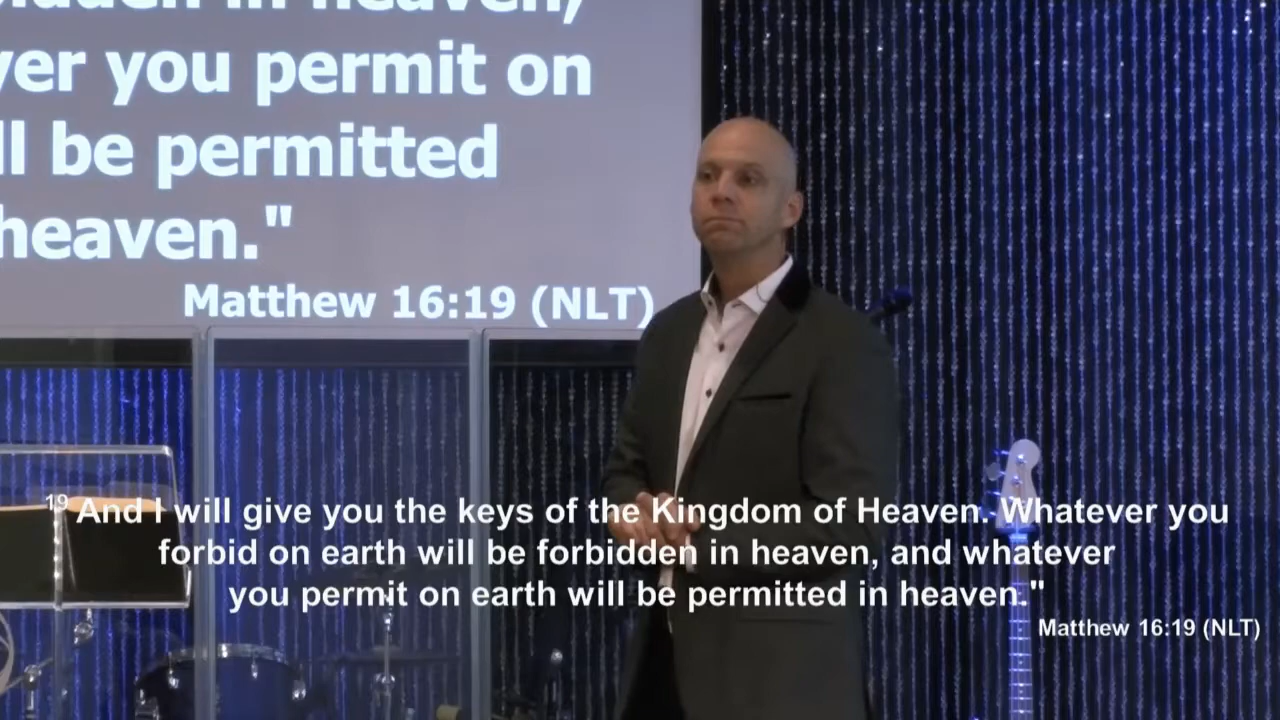 in heaven,
you permit on
be permitted
heaven."
Matthew 16:19 (NLT)
19 And I will give you the keys of the Kingdom of Heaven. Whatever you
forbid on earth will be forbidden in heaven, and whatever
you permit on earth will be permitted in heaven."
Matthew 16:19 (NLT)